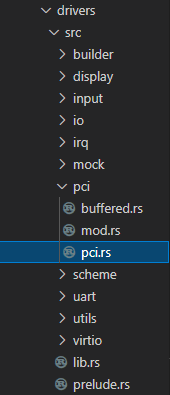 drivers
src
builder
display
input
io
irq
mock
pci
buffered.rs
mod.rs
pci.rs
scheme
uart
utils
virtio
lib.rs
prelude.rs